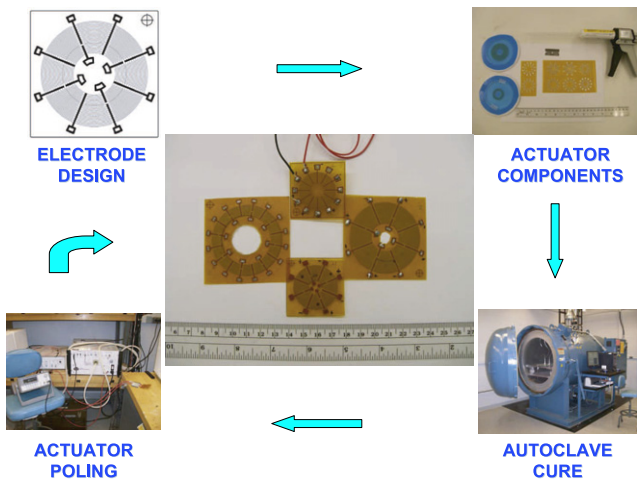 ELECTRODE
DESIGN
ACTUATOR
COMPONENTS
ACTUATOR
POLING
AUTOCLAVE
CURE